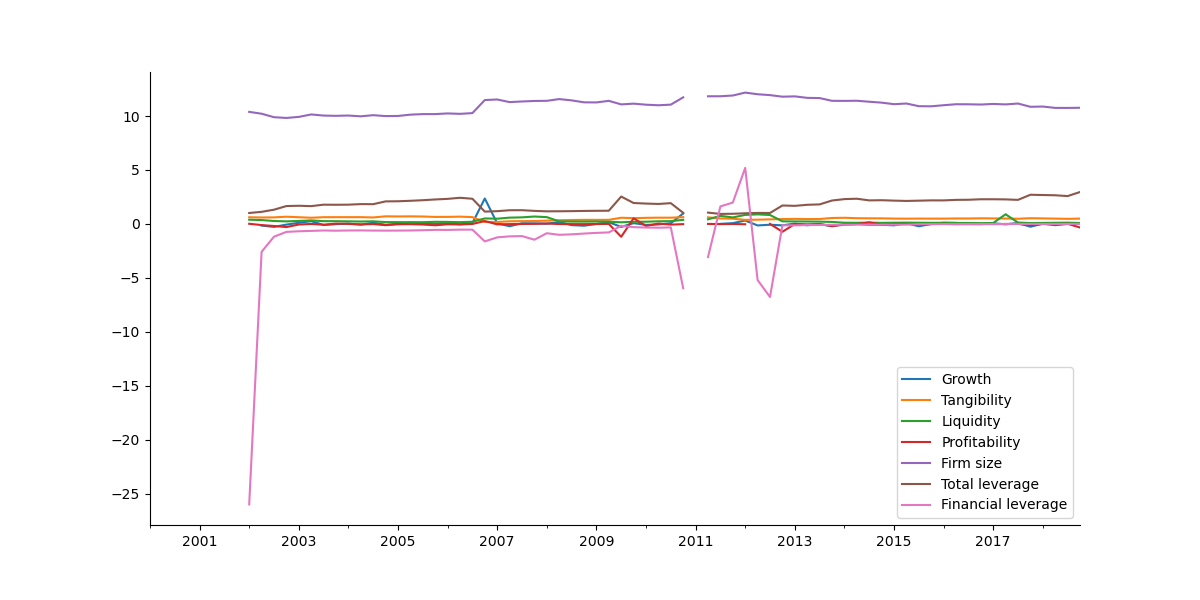 10
5
0
−5
−10
−15
−20
−25
2001 2003 2005 2007 2009 2011 2013 2015 2017
Growth
Tangibility
Liquidity
Profitability
Firm size
Total leverage
Financial leverage